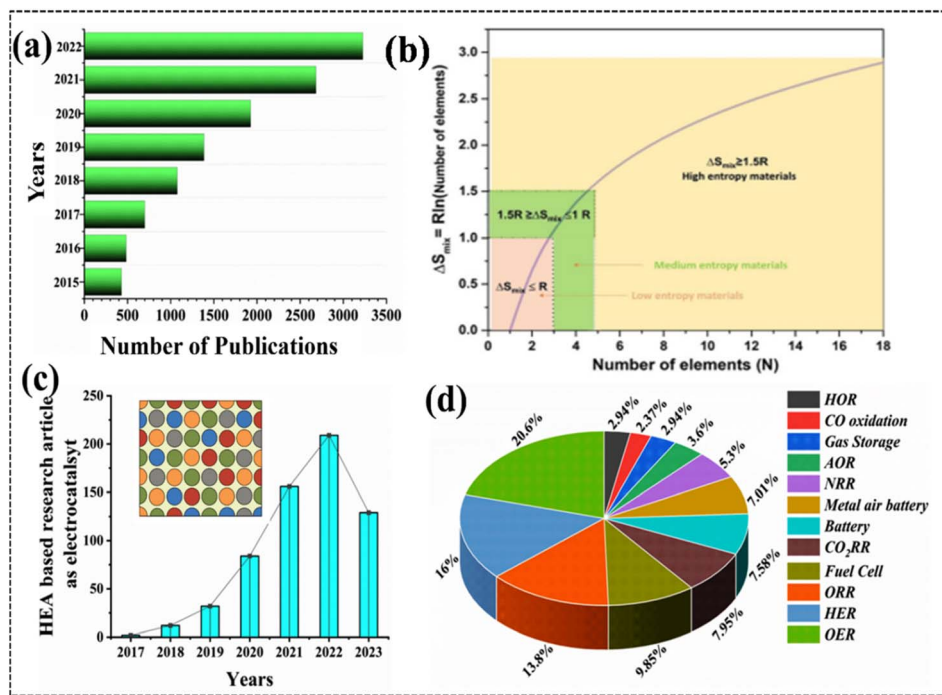 (a)
2022
2021
2020
2019
2018
2017
2016
2015
Years
0 500 1000 1500 2000 2500 3000 3500
Number of Publications
(b)
ΔS_mix= Rln(Number of elements)
3.0
2.5
2.0
1.5
1.0
0.5
0.0
ΔS_mix≥1.5R
High entropy materials
1.5R ≥ΔS_mix ≤1 R
Medium entropy materials
ΔS_mix ≤ R
Low entropy materials
0 2 4 6 8 10 12 14 16 18
Number of elements (N)
(c)
HEA based research article
as electrocatalsyt
250
200
150
100
50
0
2017 2018 2019 2020 2021 2022 2023
Years
(d)
20.6%
2.94%
2.37%
2.94%
3.6%
5.3%
7.01%
7.58%
7.95%
9.85%
13.8%
16%
HOR
CO oxidation
Gas Storage
AOR
NRR
Metal air battery
Battery
CO₂RR
Fuel Cell
ORR
HER
OER